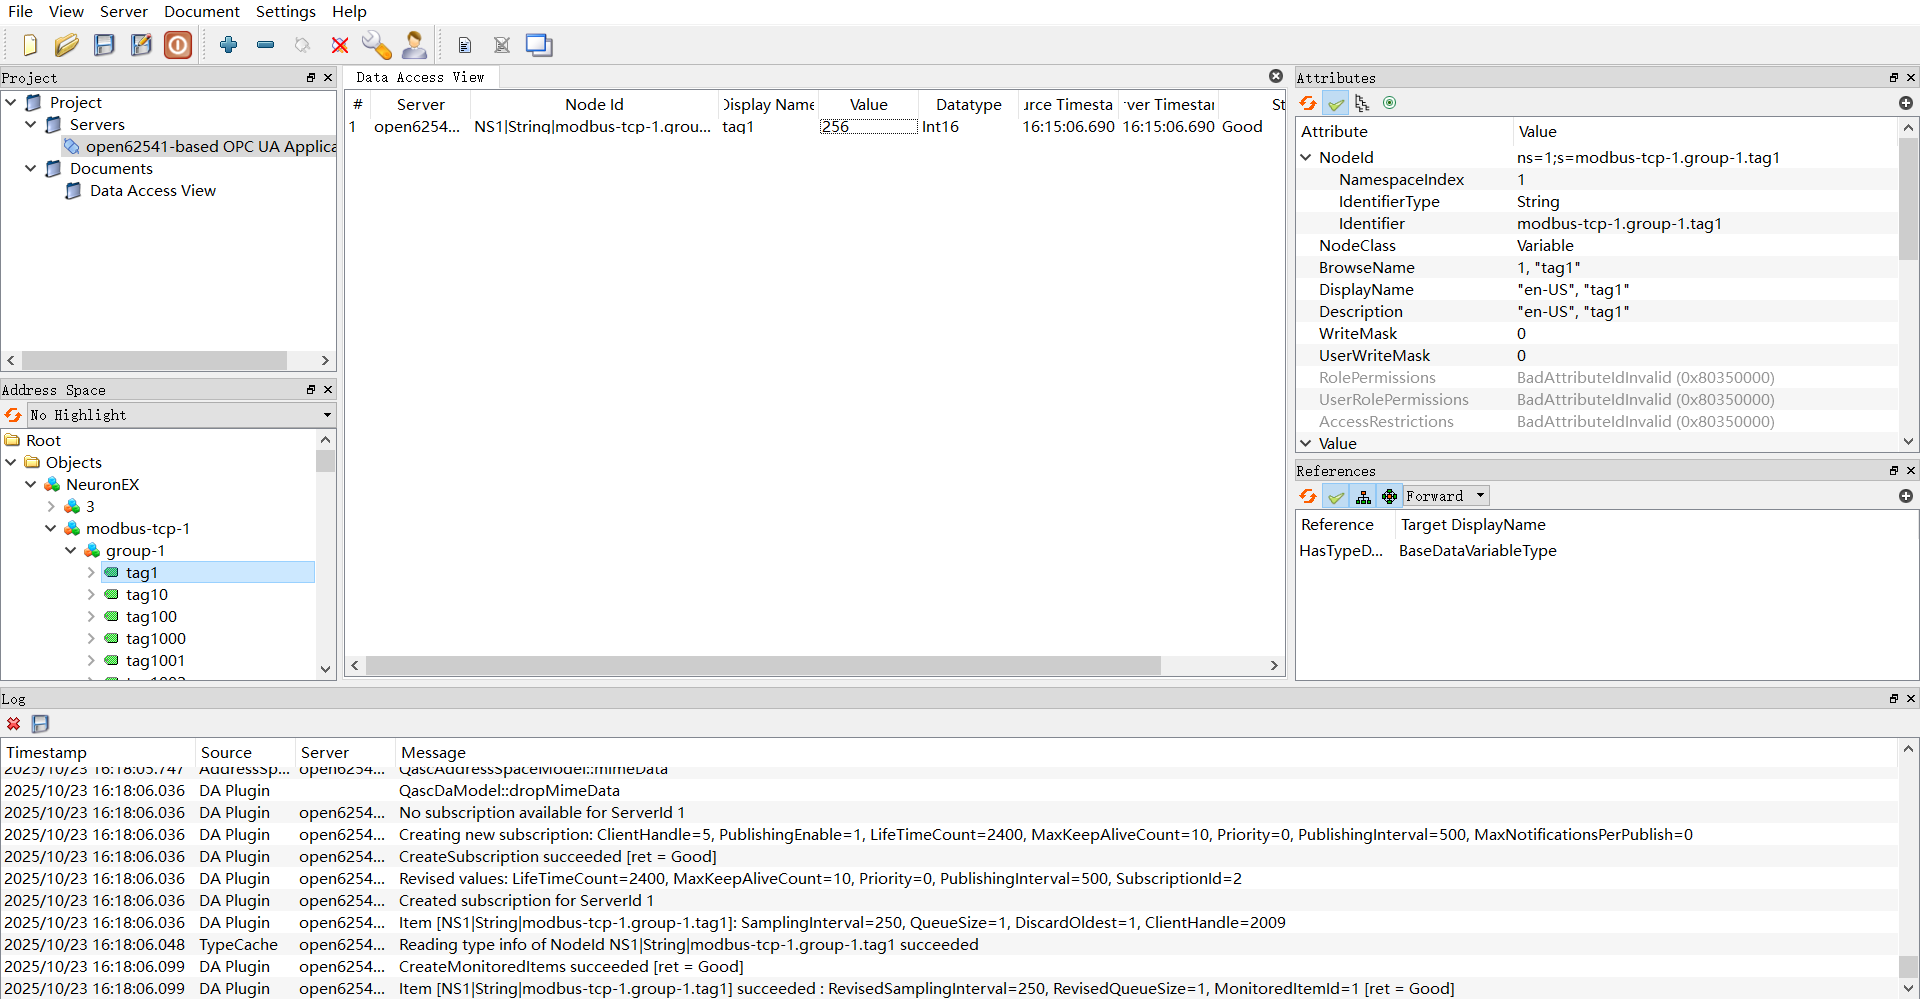 File View Server Document Settings Help
Project
Project
Servers
open62541-based OPC UA Applica
Documents
Data Access View
Address Space
No Highlight
Root
Objects
NeuronEX
3
modbus-tcp-1
group-1
tag1
tag10
tag100
tag1000
tag1001
Data Access View
# Server Node Id Display Name Value Datatype urce Timesta ver Timestar St
1 open6254... NS1|String|modbus-tcp-1.grou... tag1 256 Int16 16:15:06.690 16:15:06.690 Good
Attributes
Attribute Value
NodeId ns=1;s=modbus-tcp-1.group-1.tag1
NamespaceIndex 1
IdentifierType String
Identifier modbus-tcp-1.group-1.tag1
NodeClass Variable
BrowseName 1, "tag1"
DisplayName "en-US", "tag1"
Description "en-US", "tag1"
WriteMask 0
UserWriteMask 0
RolePermissions BadAttributeIdInvalid (0x80350000)
UserRolePermissions BadAttributeIdInvalid (0x80350000)
AccessRestrictions BadAttributeIdInvalid (0x80350000)
Value
References
Forward
Reference Target DisplayName
HasTypeD... BaseDataVariableType
Log
Timestamp Source Server Message
2025/10/23 16:18:05.747 AddressSp... open6254... QascAddressSpaceModel::mimeData
2025/10/23 16:18:06.036 DA Plugin QascDaModel::dropMimeData
2025/10/23 16:18:06.036 DA Plugin open6254... No subscription available for ServerId 1
2025/10/23 16:18:06.036 DA Plugin open6254... Creating new subscription: ClientHandle=5, PublishingEnable=1, LifeTimeCount=2400, MaxKeepAliveCount=10, Priority=0, PublishingInterval=500, MaxNotificationsPerPublish=0
2025/10/23 16:18:06.036 DA Plugin open6254... CreateSubscription succeeded [ret = Good]
2025/10/23 16:18:06.036 DA Plugin open6254... Revised values: LifeTimeCount=2400, MaxKeepAliveCount=10, Priority=0, PublishingInterval=500, SubscriptionId=2
2025/10/23 16:18:06.036 DA Plugin open6254... Created subscription for ServerId 1
2025/10/23 16:18:06.036 DA Plugin open6254... Item [NS1|String|modbus-tcp-1.group-1.tag1]: SamplingInterval=250, QueueSize=1, DiscardOldest=1, ClientHandle=2009
2025/10/23 16:18:06.048 TypeCache open6254... Reading type info of NodeId NS1|String|modbus-tcp-1.group-1.tag1 succeeded
2025/10/23 16:18:06.099 DA Plugin open6254... CreateMonitoredItems succeeded [ret = Good]
2025/10/23 16:18:06.099 DA Plugin open6254... Item [NS1|String|modbus-tcp-1.group-1.tag1] succeeded : RevisedSamplingInterval=250, RevisedQueueSize=1, MonitoredItemId=1 [ret = Good]